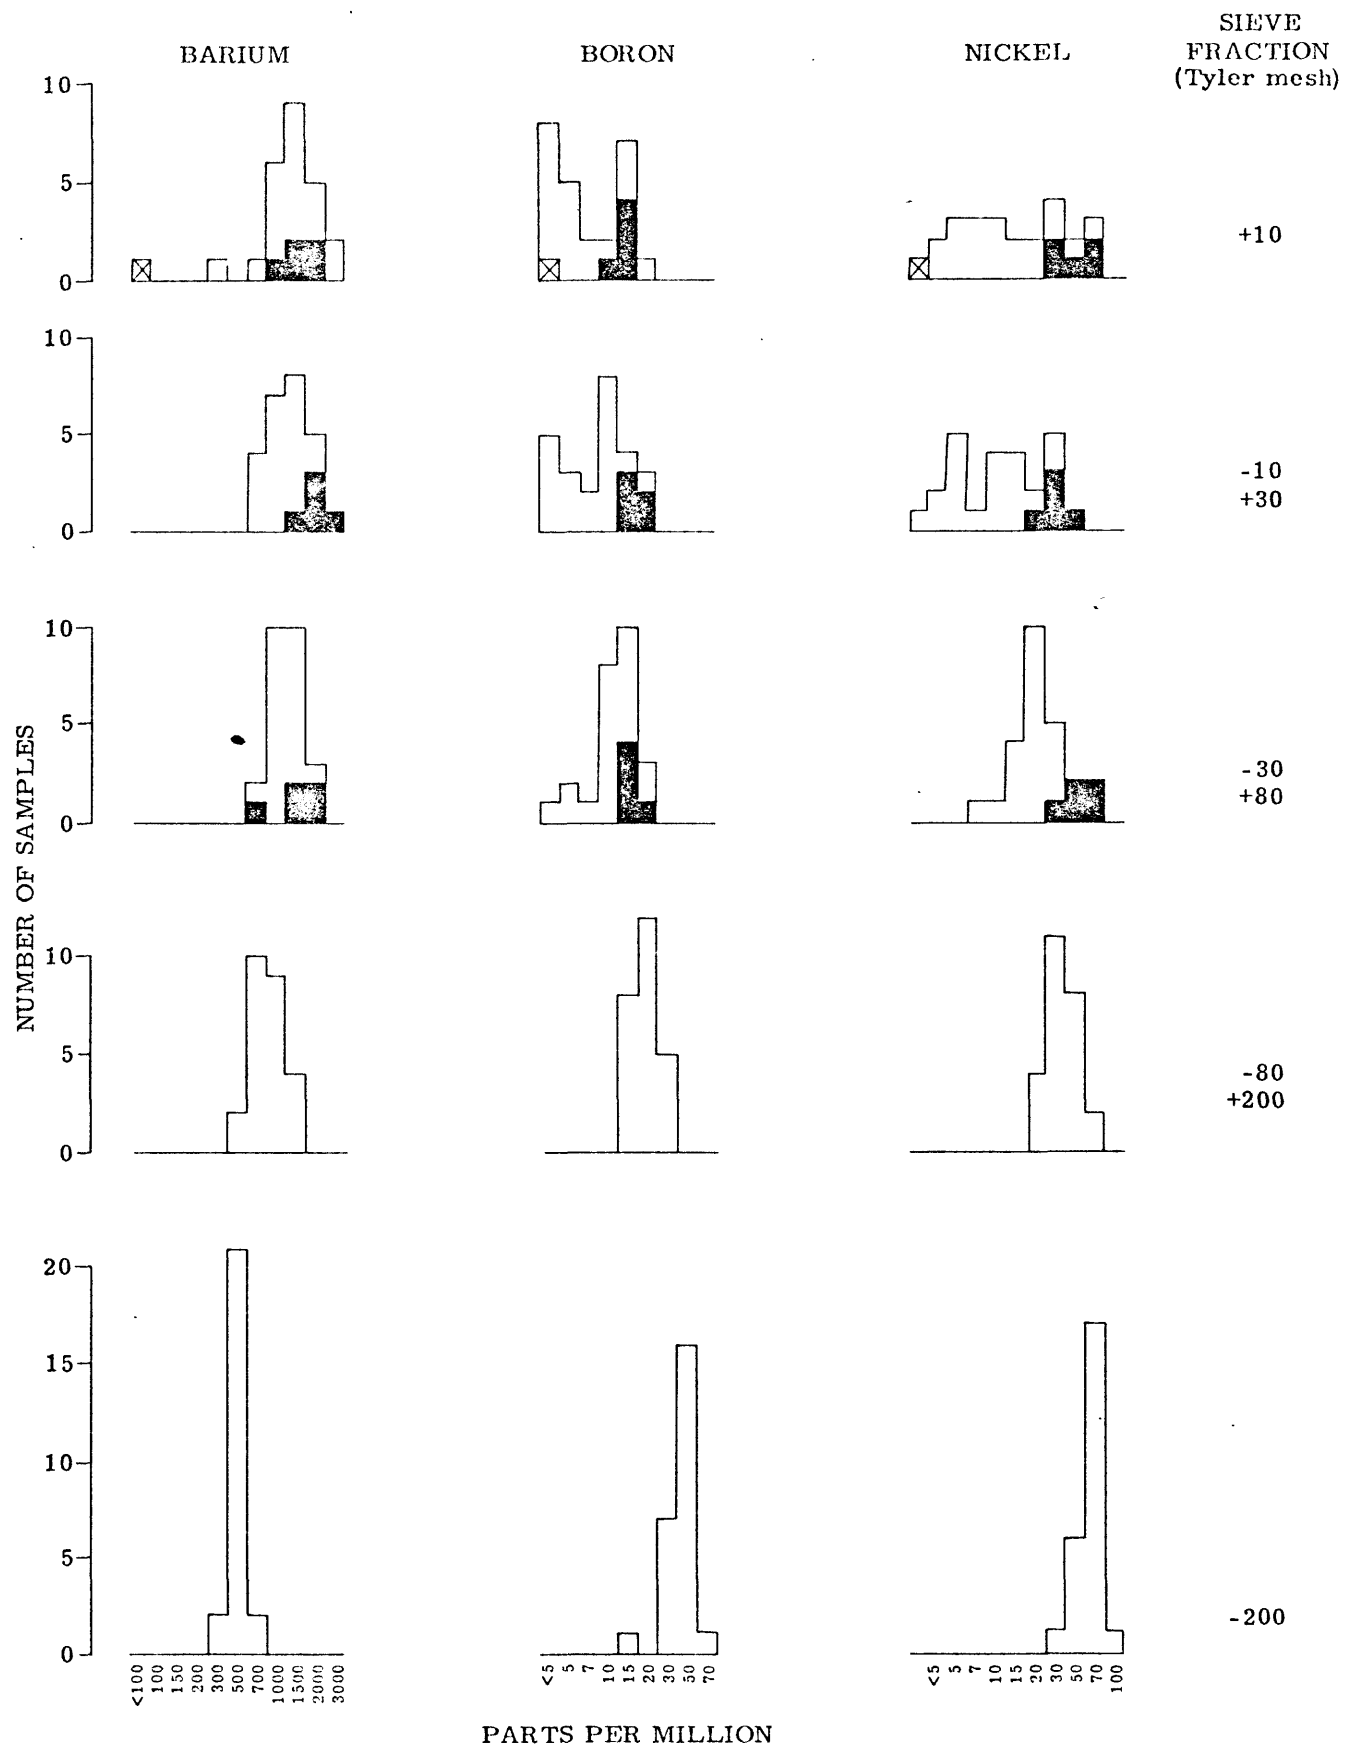 SIEVE
FRACTION
(Tyler mesh)
BARIUM
BORON
NICKEL
10
5
0
+10
10
5
0
-10
+30
10
5
0
-30
+80
NUMBER OF SAMPLES
10
5
0
-80
+200
20
15
10
5
0
-200
<100 100 150 200 300 500 700 1000 1500 2000 3000
<5 5 7 10 15 20 30 50 70
<5 5 7 10 15 20 30 50 70 100
PARTS PER MILLION